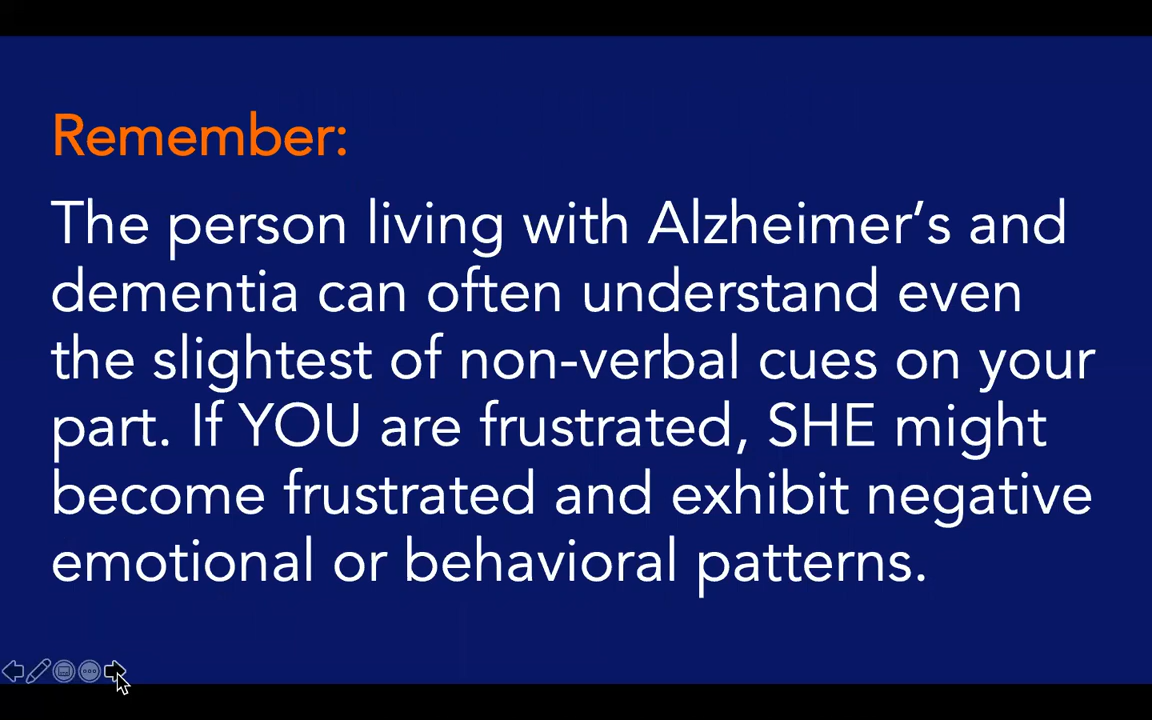 Remember:
The person living with Alzheimer’s and
dementia can often understand even
the slightest of non-verbal cues on your
part. If YOU are frustrated, SHE might
become frustrated and exhibit negative
emotional or behavioral patterns.